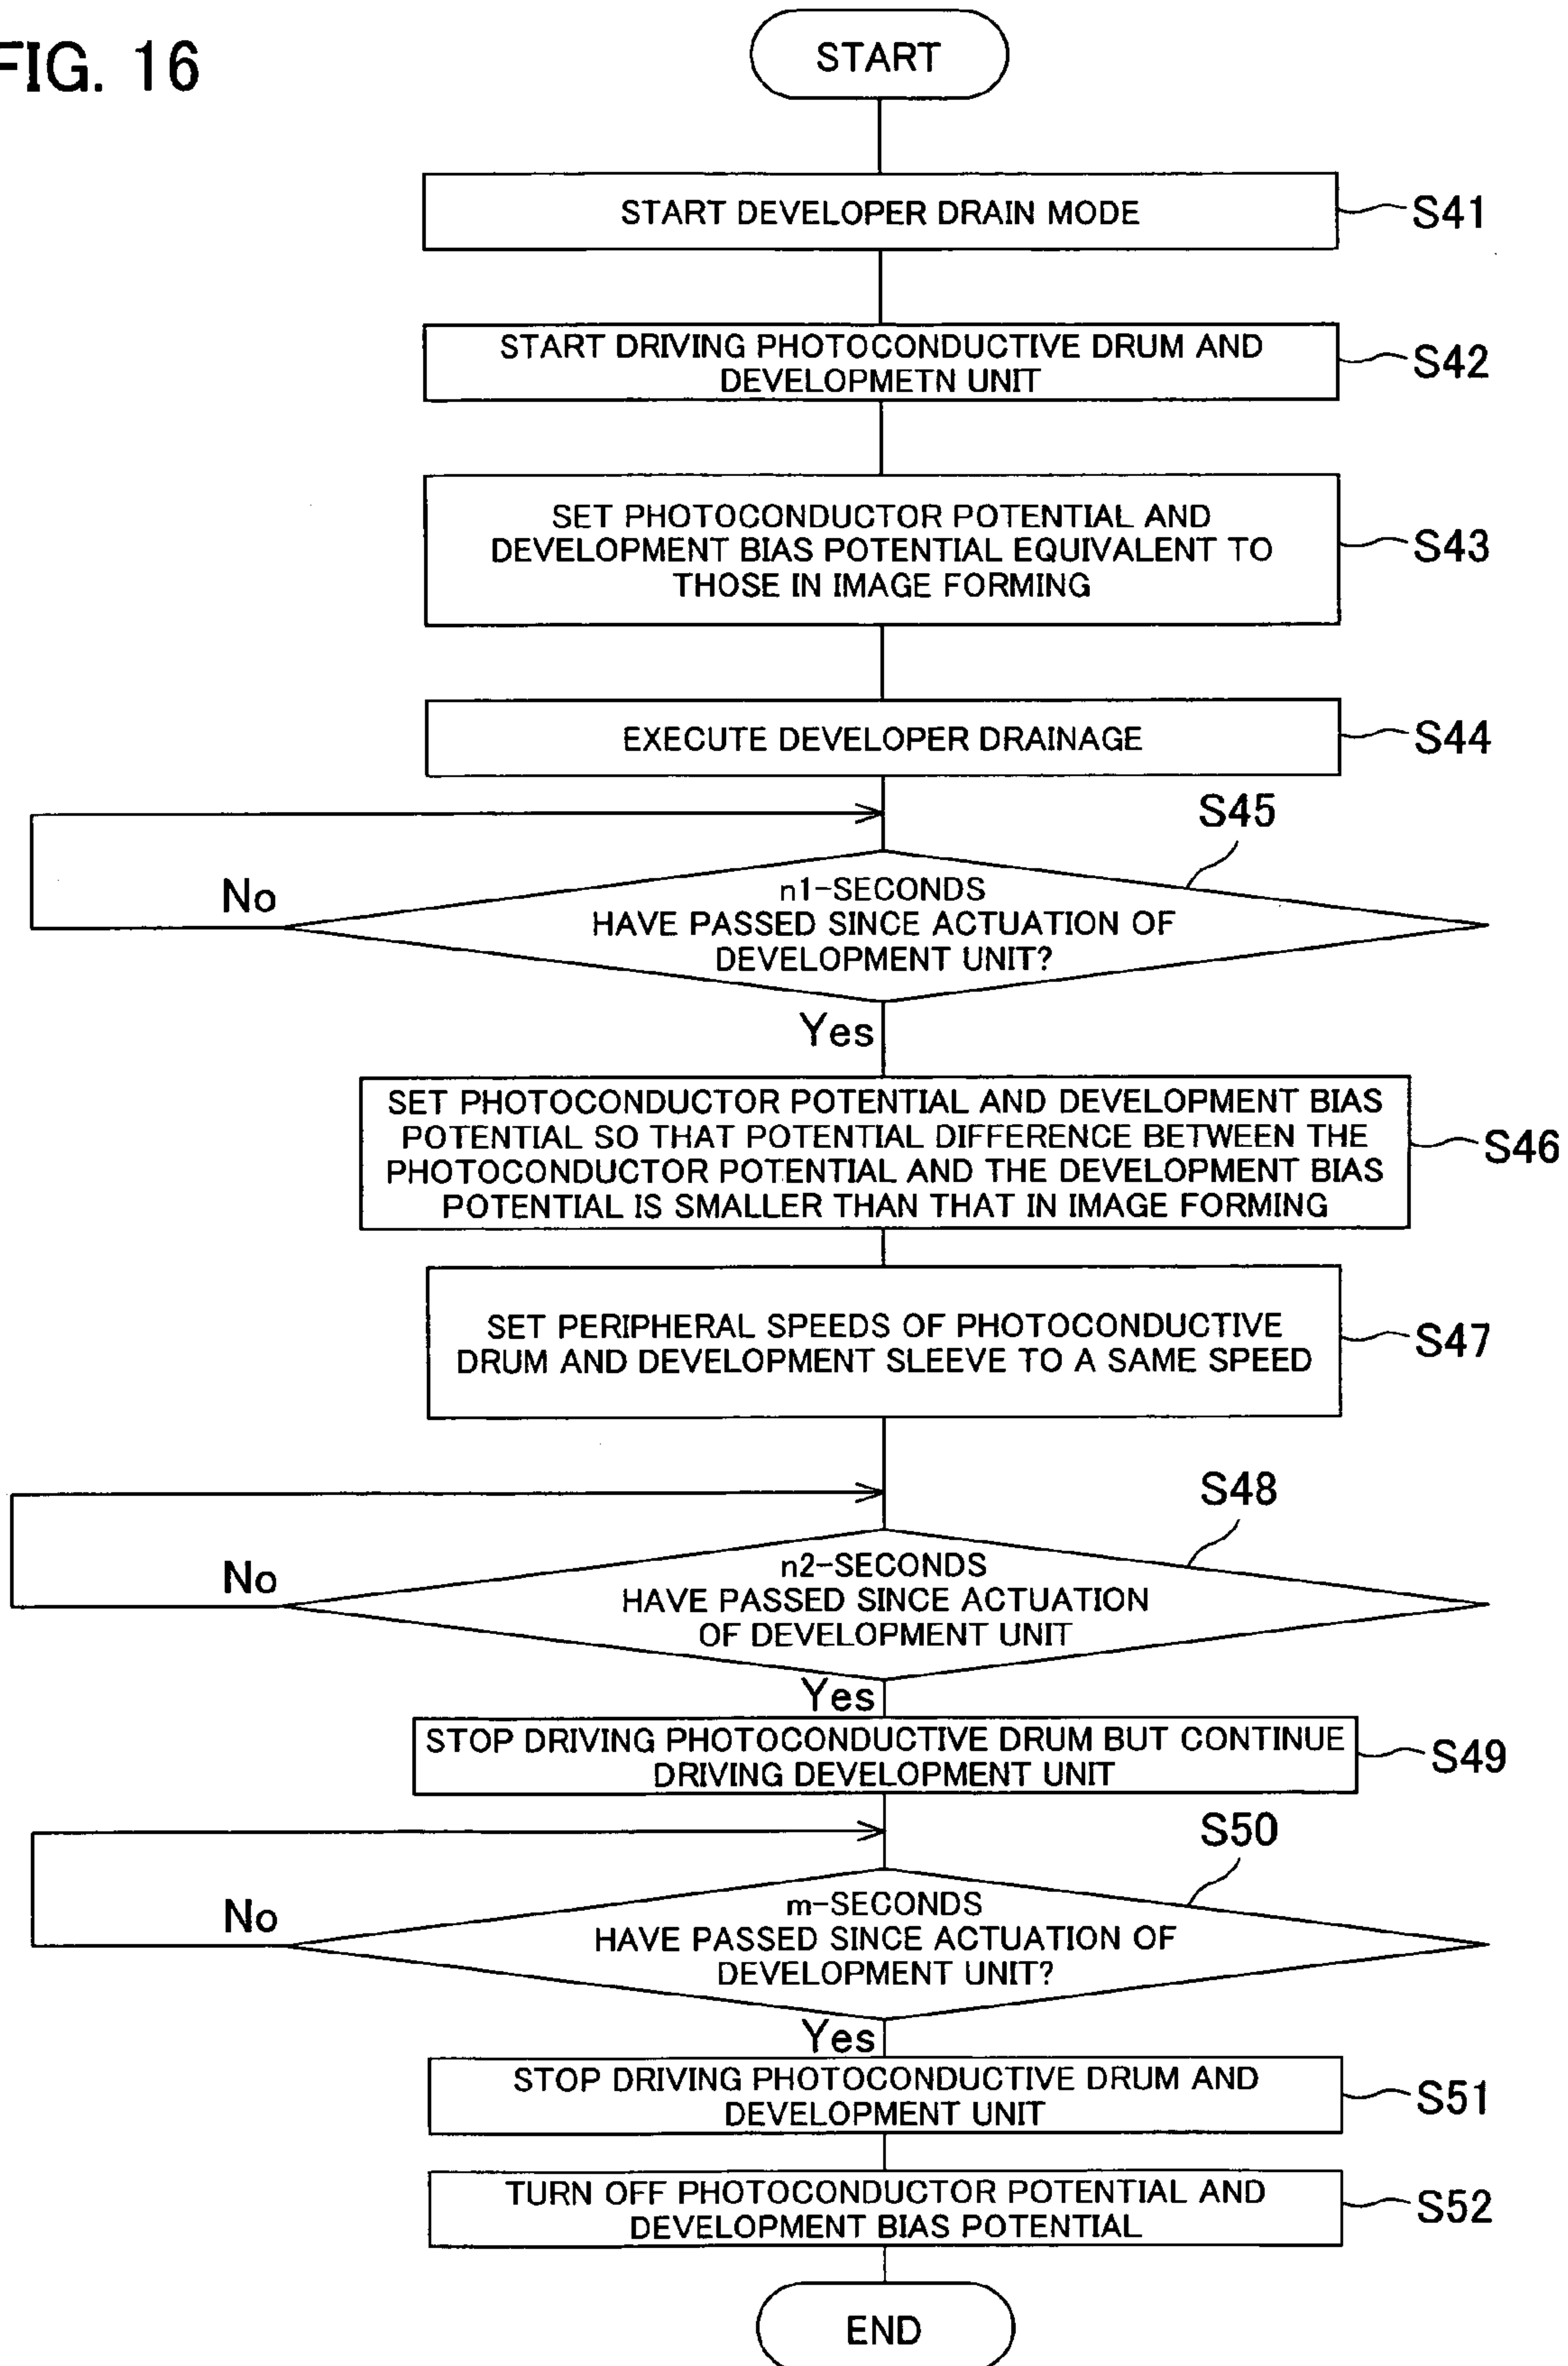 FIG. 16
START
START DEVELOPER DRAIN MODE
S41
START DRIVING PHOTOCONDUCTIVE DRUM AND
DEVELOPMETN UNIT
S42
SET PHOTOCONDUCTOR POTENTIAL AND
DEVELOPMENT BIAS POTENTIAL EQUIVALENT TO
THOSE IN IMAGE FORMING
S43
EXECUTE DEVELOPER DRAINAGE
S44
S45
No
n1-SECONDS
HAVE PASSED SINCE ACTUATION OF
DEVELOPMENT UNIT?
Yes
SET PHOTOCONDUCTOR POTENTIAL AND DEVELOPMENT BIAS
POTENTIAL SO THAT POTENTIAL DIFFERENCE BETWEEN THE
PHOTOCONDUCTOR POTENTIAL AND THE DEVELOPMENT BIAS
POTENTIAL IS SMALLER THAN THAT IN IMAGE FORMING
S46
SET PERIPHERAL SPEEDS OF PHOTOCONDUCTIVE
DRUM AND DEVELOPMENT SLEEVE TO A SAME SPEED
S47
S48
No
n2-SECONDS
HAVE PASSED SINCE ACTUATION
OF DEVELOPMENT UNIT
Yes
STOP DRIVING PHOTOCONDUCTIVE DRUM BUT CONTINUE
DRIVING DEVELOPMENT UNIT
S49
S50
No
m-SECONDS
HAVE PASSED SINCE ACTUATION OF
DEVELOPMENT UNIT?
Yes
STOP DRIVING PHOTOCONDUCTIVE DRUM AND
DEVELOPMENT UNIT
S51
TURN OFF PHOTOCONDUCTOR POTENTIAL AND
DEVELOPMENT BIAS POTENTIAL
S52
END